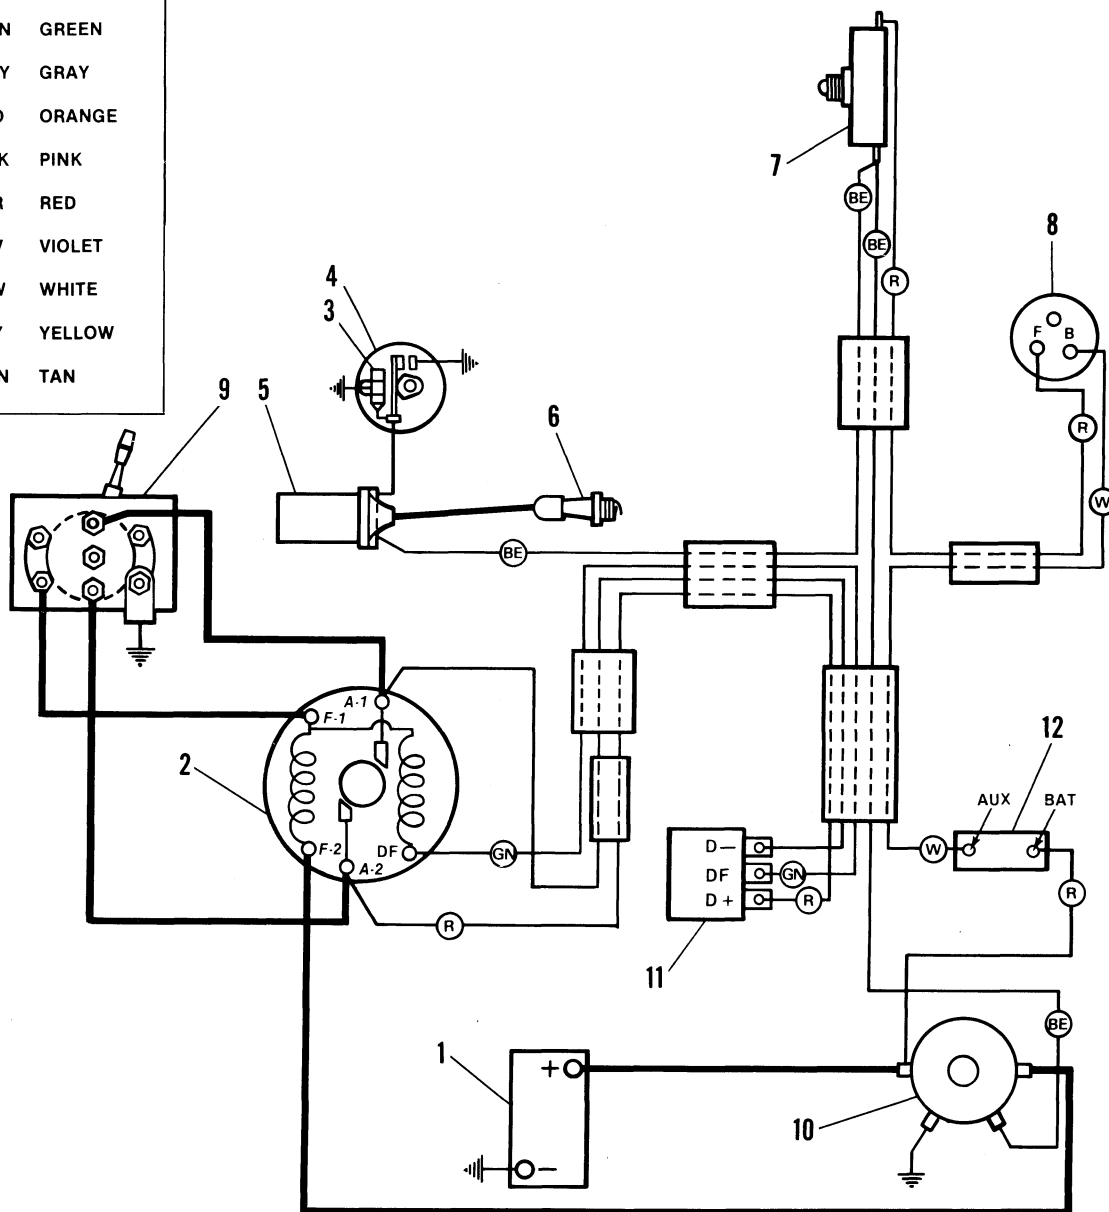 N GREEN
Y GRAY
O ORANGE
K PINK
R RED
V VIOLET
W WHITE
Y YELLOW
N TAN
7
8
BE
BE
R
F B
4
3
9 5
6
R
W
BE
A-1
F-1
2
12
F-2 DF
A-2
GN
AUX BAT
D-
W
DF GN
R
D+ R
R
11
BE
1
+
10
-